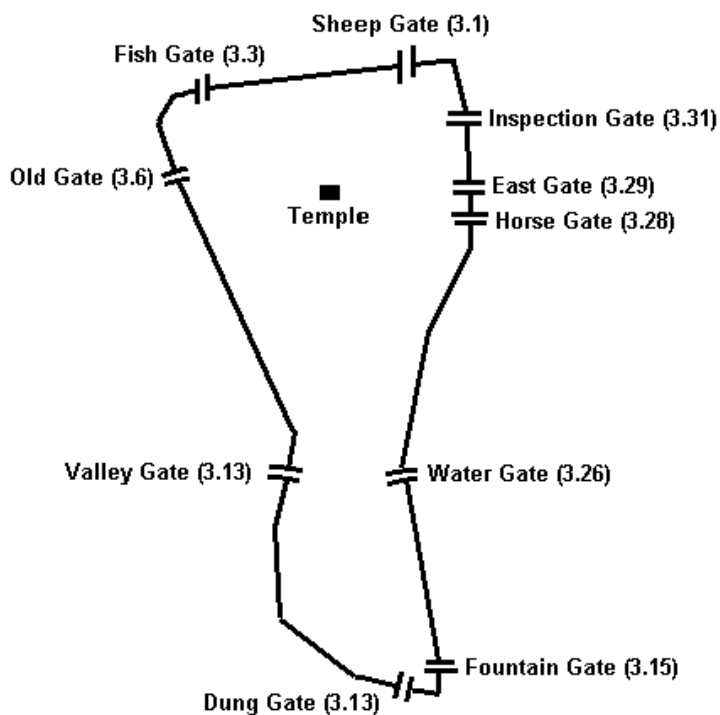 Sheep Gate (3.1)
Fish Gate (3.3)
Inspection Gate (3.31)
Old Gate (3.6)
East Gate (3.29)
Temple
Horse Gate (3.28)
Valley Gate (3.13)
Water Gate (3.26)
Fountain Gate (3.15)
Dung Gate (3.13)